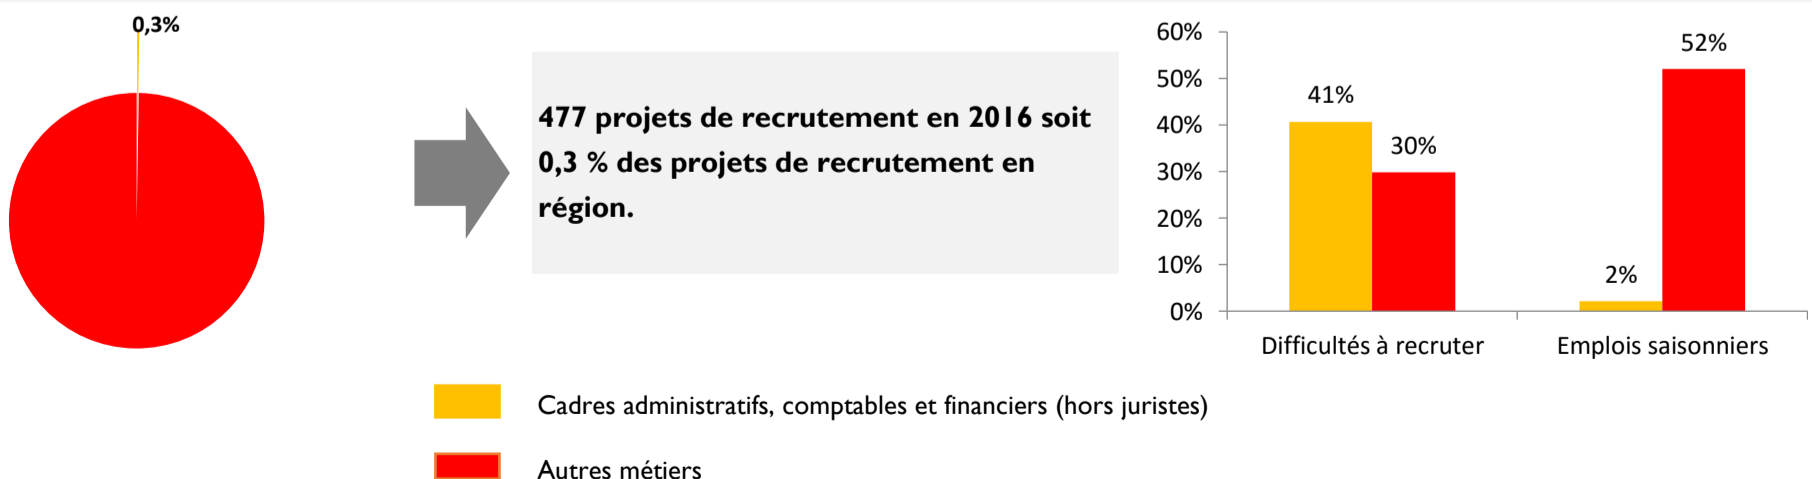 0,3%
477 projets de recrutement en 2016 soit
0,3 % des projets de recrutement en
région.
60%
50%
40%
30%
20%
10%
0%
41%
30%
2%
52%
Difficultés à recruter
Emplois saisonniers
Cadres administratifs, comptables et financiers (hors juristes)
Autres métiers